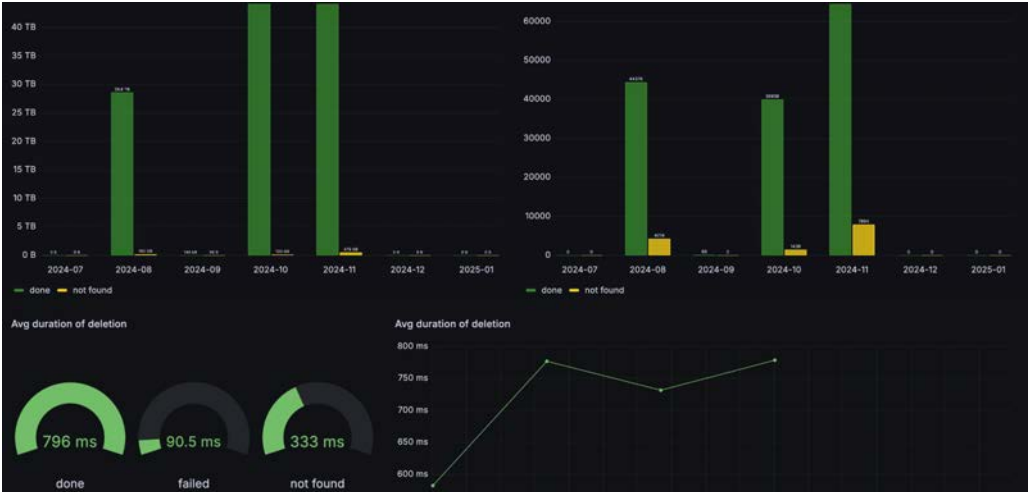 40 TB
35 TB
30 TB
25 TB
20 TB
15 TB
10 TB
5 TB
0 B
2024-07
2024-08
2024-09
2024-10
2024-11
2024-12
2025-01
done
not found
60000
50000
40000
30000
20000
10000
0
44376
7864
2024-07
2024-08
2024-09
2024-10
2024-11
2024-12
2025-01
done
not found
Avg duration of deletion
796 ms
90.5 ms
333 ms
done
failed
not found
Avg duration of deletion
800 ms
750 ms
700 ms
650 ms
600 ms